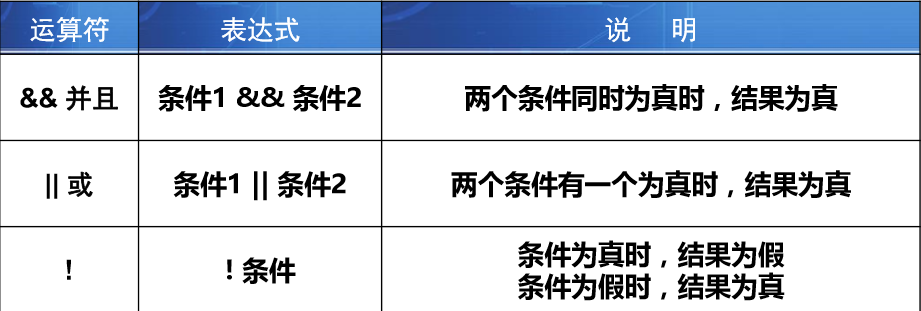 运算符 表达式 说 明
&& 并且 条件1 && 条件2 两个条件同时为真时，结果为真
|| 或 条件1 || 条件2 两个条件有一个为真时，结果为真
! ! 条件 条件为真时，结果为假
条件为假时，结果为真